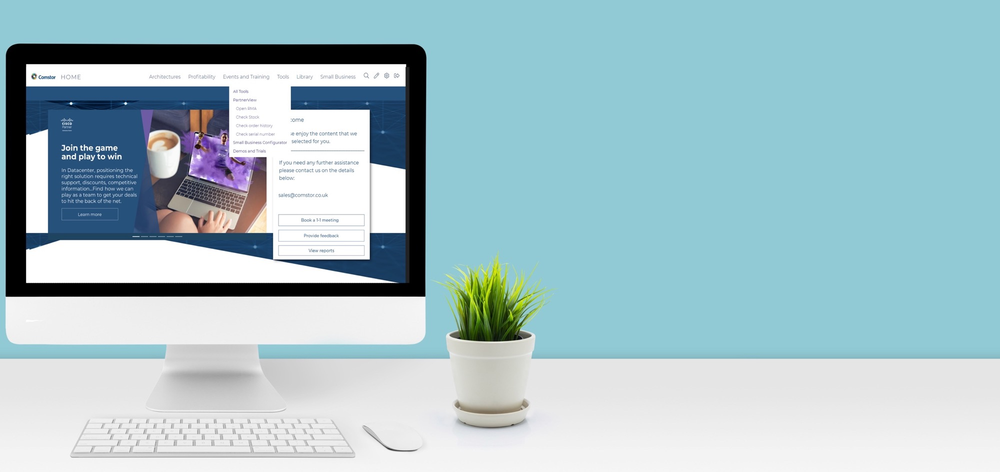 Comstor HOME Architectures Profitability Events and Training Tools Library Small Business
All Tools
PartnerView
Open RMA
Check Stock
Check order history
Check serial number
Small Business Configurator
Demos and Trials
CISCO
Partner
Join the game
and play to win
In Datacenter, positioning the
right solution requires technical
support, discounts, competitive
information...Find how we can
play as a team to get your deals
to hit the back of the net.
Learn more
come
se enjoy the content that we
selected for you.
If you need any further assistance
please contact us on the details
below:
sales@comstor.co.uk
Book a 1-1 meeting
Provide feedback
View reports